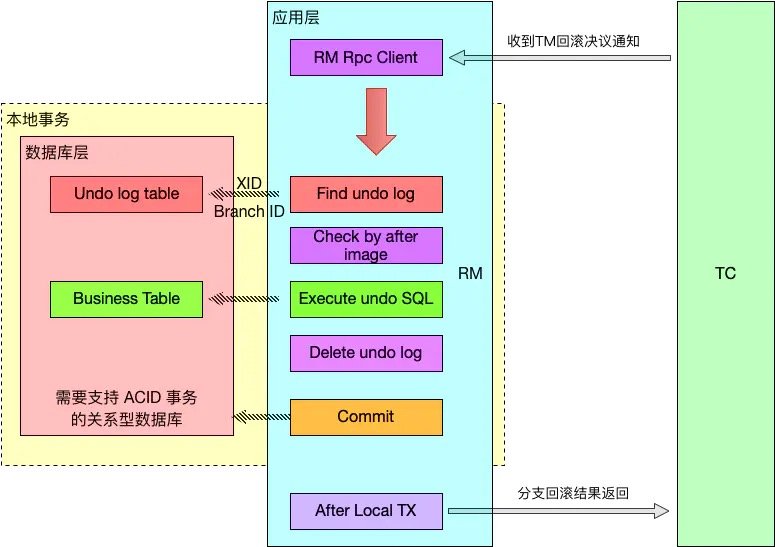 应用层
RM Rpc Client
收到TM回滚决议通知
本地事务
数据库层
Undo log table
XID
Branch ID
Find undo log
Check by after
image
RM
TC
Business Table
Execute undo SQL
Delete undo log
需要支持 ACID 事务
的关系型数据库
Commit
After Local TX
分支回滚结果返回